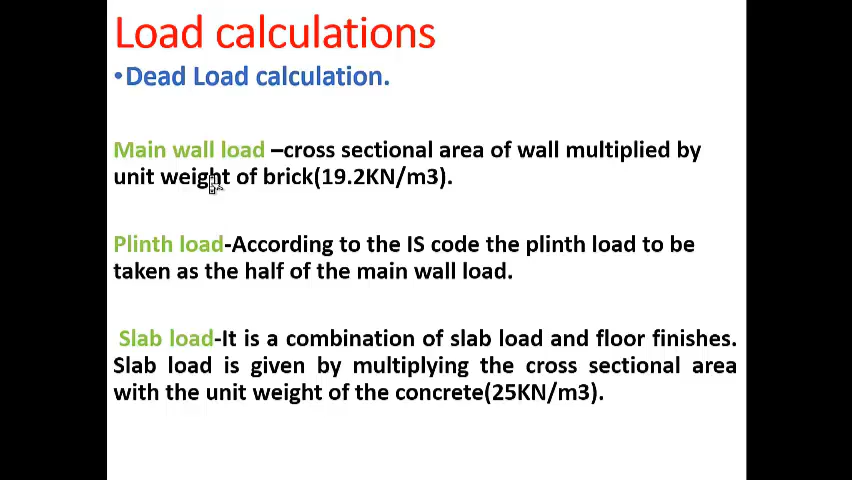 Load calculations
•Dead Load calculation.
Main wall load –cross sectional area of wall multiplied by
unit weight of brick(19.2KN/m3).
Plinth load-According to the IS code the plinth load to be
taken as the half of the main wall load.
Slab load-It is a combination of slab load and floor finishes.
Slab load is given by multiplying the cross sectional area
with the unit weight of the concrete(25KN/m3).